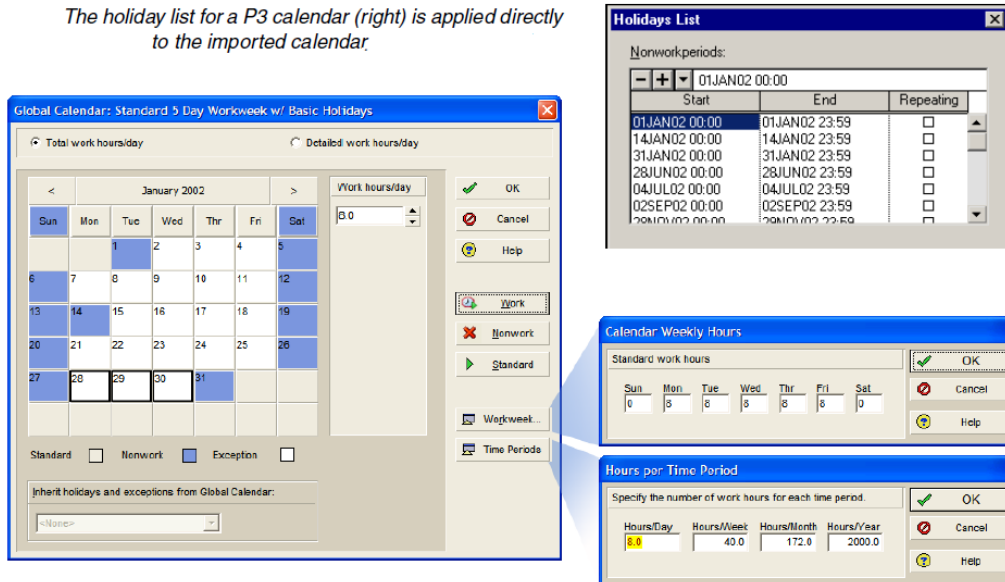 The holiday list for a P3 calendar (right) is applied directly
to the imported calendar.
Holidays List
Nonworkperiods:
01JAN02 00:00
Start End Repeating
01JAN02 00:00 01JAN02 23:59
14JAN02 00:00 14JAN02 23:59
31JAN02 00:00 31JAN02 23:59
28JUN02 00:00 28JUN02 23:59
04JUL02 00:00 04JUL02 23:59
02SEP02 00:00 02SEP02 23:59
28NOV02 00:00 28NOV02 23:59
Global Calendar: Standard 5 Day Workweek w/ Basic Holidays
Total work hours/day Detailed work hours/day
< January 2002 >
Sun Mon Tue Wed Thr Fri Sat
1 2 3 4 5
6 7 8 9 10 11 12
13 14 15 16 17 18 19
20 21 22 23 24 25 26
27 28 29 30 31
Work hours/day
8.0
OK
Cancel
Help
Work
Nonwork
Standard
Workweek...
Time Periods
Standard Nonwork Exception
Inherit holidays and exceptions from Global Calendar:
<None>
Calendar Weekly Hours
Standard work hours
Sun Mon Tue Wed Thr Fri Sat
0 8 8 8 8 8 0
OK
Cancel
Help
Hours per Time Period
Specify the number of work hours for each time period.
Hours/Day Hours/Week Hours/Month Hours/Year
8.0 40.0 172.0 2000.0
OK
Cancel
Help